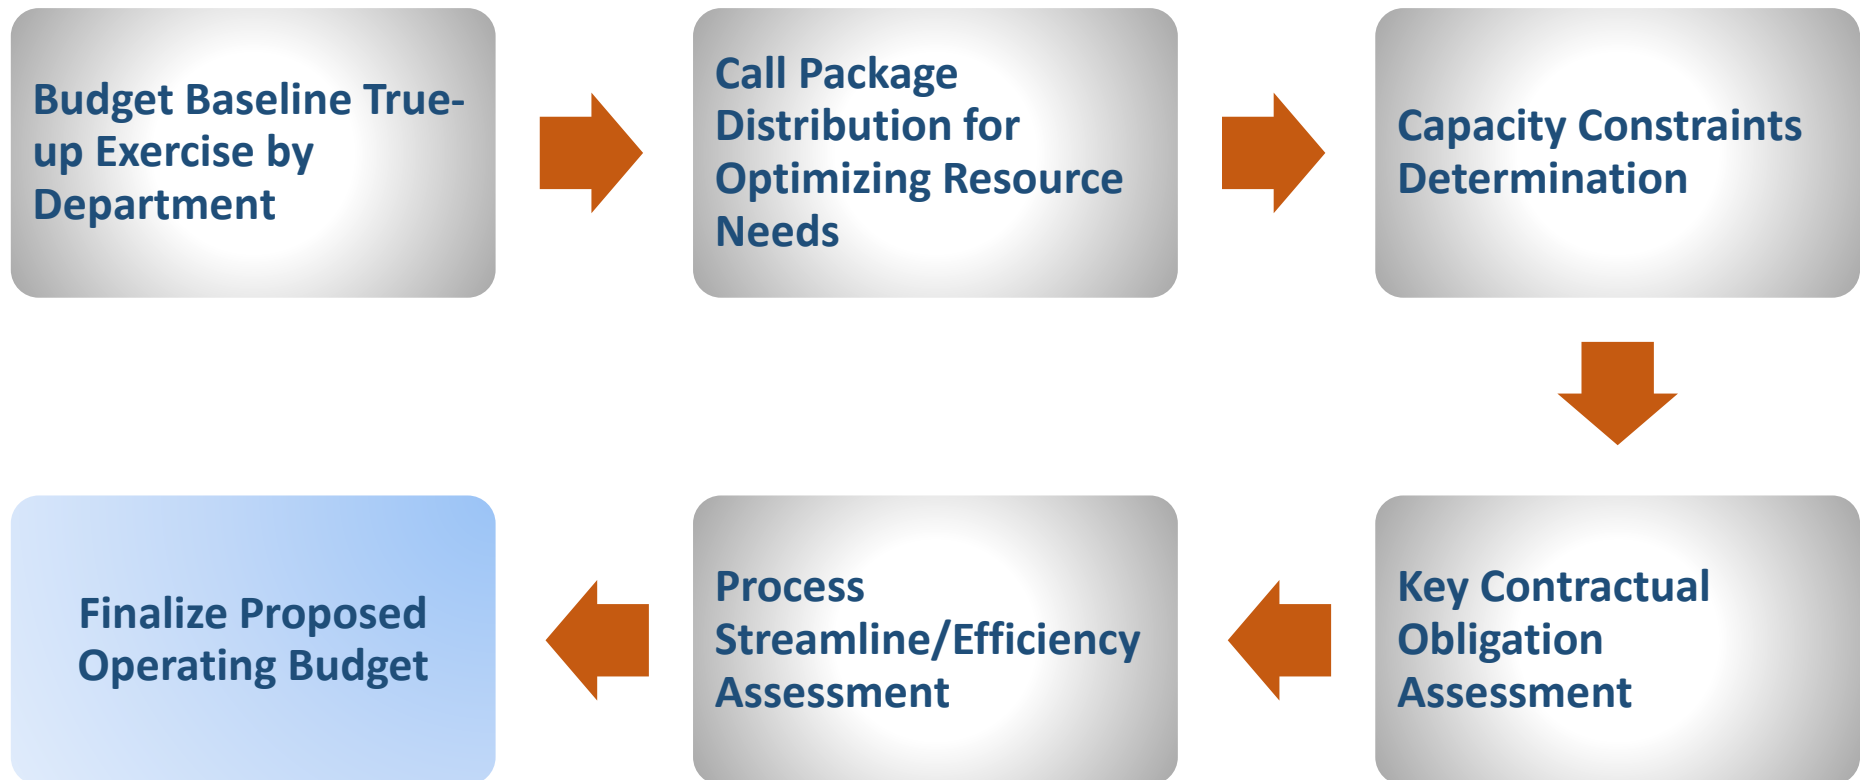 Budget Baseline True-
up Exercise by
Department
Call Package
Distribution for
Optimizing Resource
Needs
Capacity Constraints
Determination
Key Contractual
Obligation
Assessment
Process
Streamline/Efficiency
Assessment
Finalize Proposed
Operating Budget